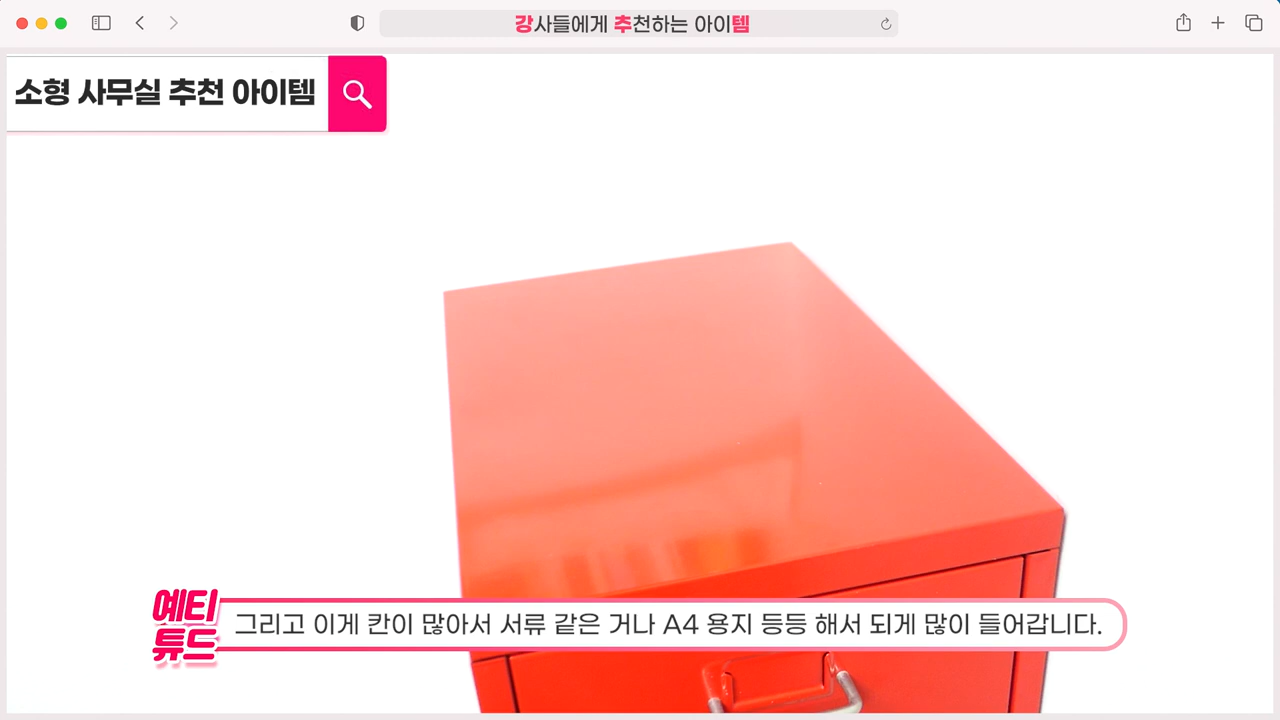 강사들에게 추천하는 아이템
소형 사무실 추천 아이템
예티
튜드
그리고 이게 칸이 많아서 서류 같은 거나 A4 용지 등등 해서 되게 많이 들어갑니다.